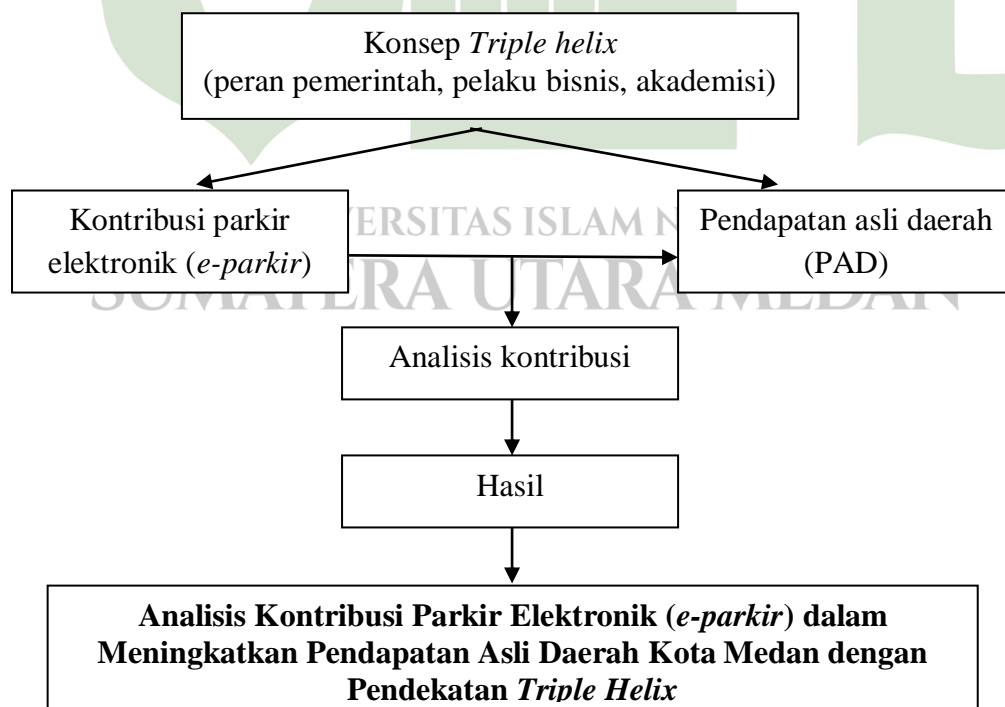 Konsep Triple helix
(peran pemerintah, pelaku bisnis, akademisi)
Kontribusi parkir
elektronik (e-parkir)
Pendapatan asli daerah
(PAD)
VERSITAS ISLAM N
SUMATERA UTARA MEDAN
Analisis kontribusi
Hasil
Analisis Kontribusi Parkir Elektronik (e-parkir) dalam
Meningkatkan Pendapatan Asli Daerah Kota Medan dengan
Pendekatan Triple Helix